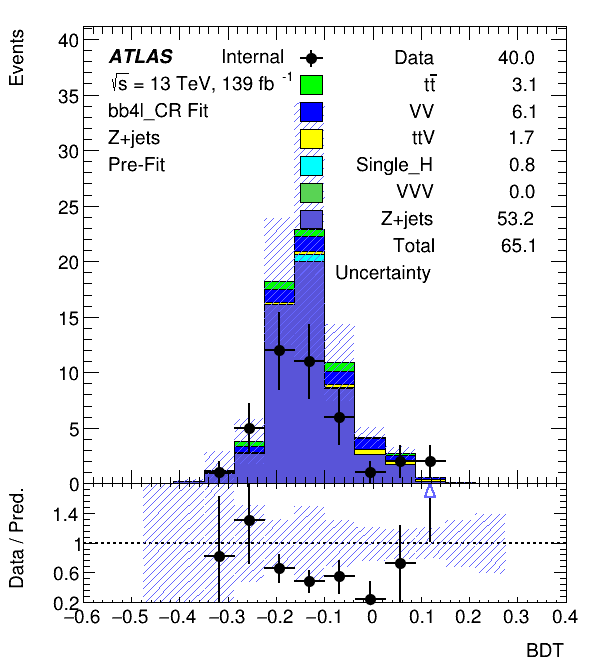 Events
40
35
30
25
20
15
10
5
0
ATLAS Internal
√s = 13 TeV, 139 fb⁻¹
bb4l_CR Fit
Z+jets
Pre-Fit
Data 40.0
tt̅ 3.1
VV 6.1
ttV 1.7
Single_H 0.8
VVV 0.0
Z+jets 53.2
Total 65.1
Uncertainty
Data / Pred.
1.4
1
0.6
0.2
−0.6 −0.5 −0.4 −0.3 −0.2 −0.1 0 0.1 0.2 0.3 0.4
BDT